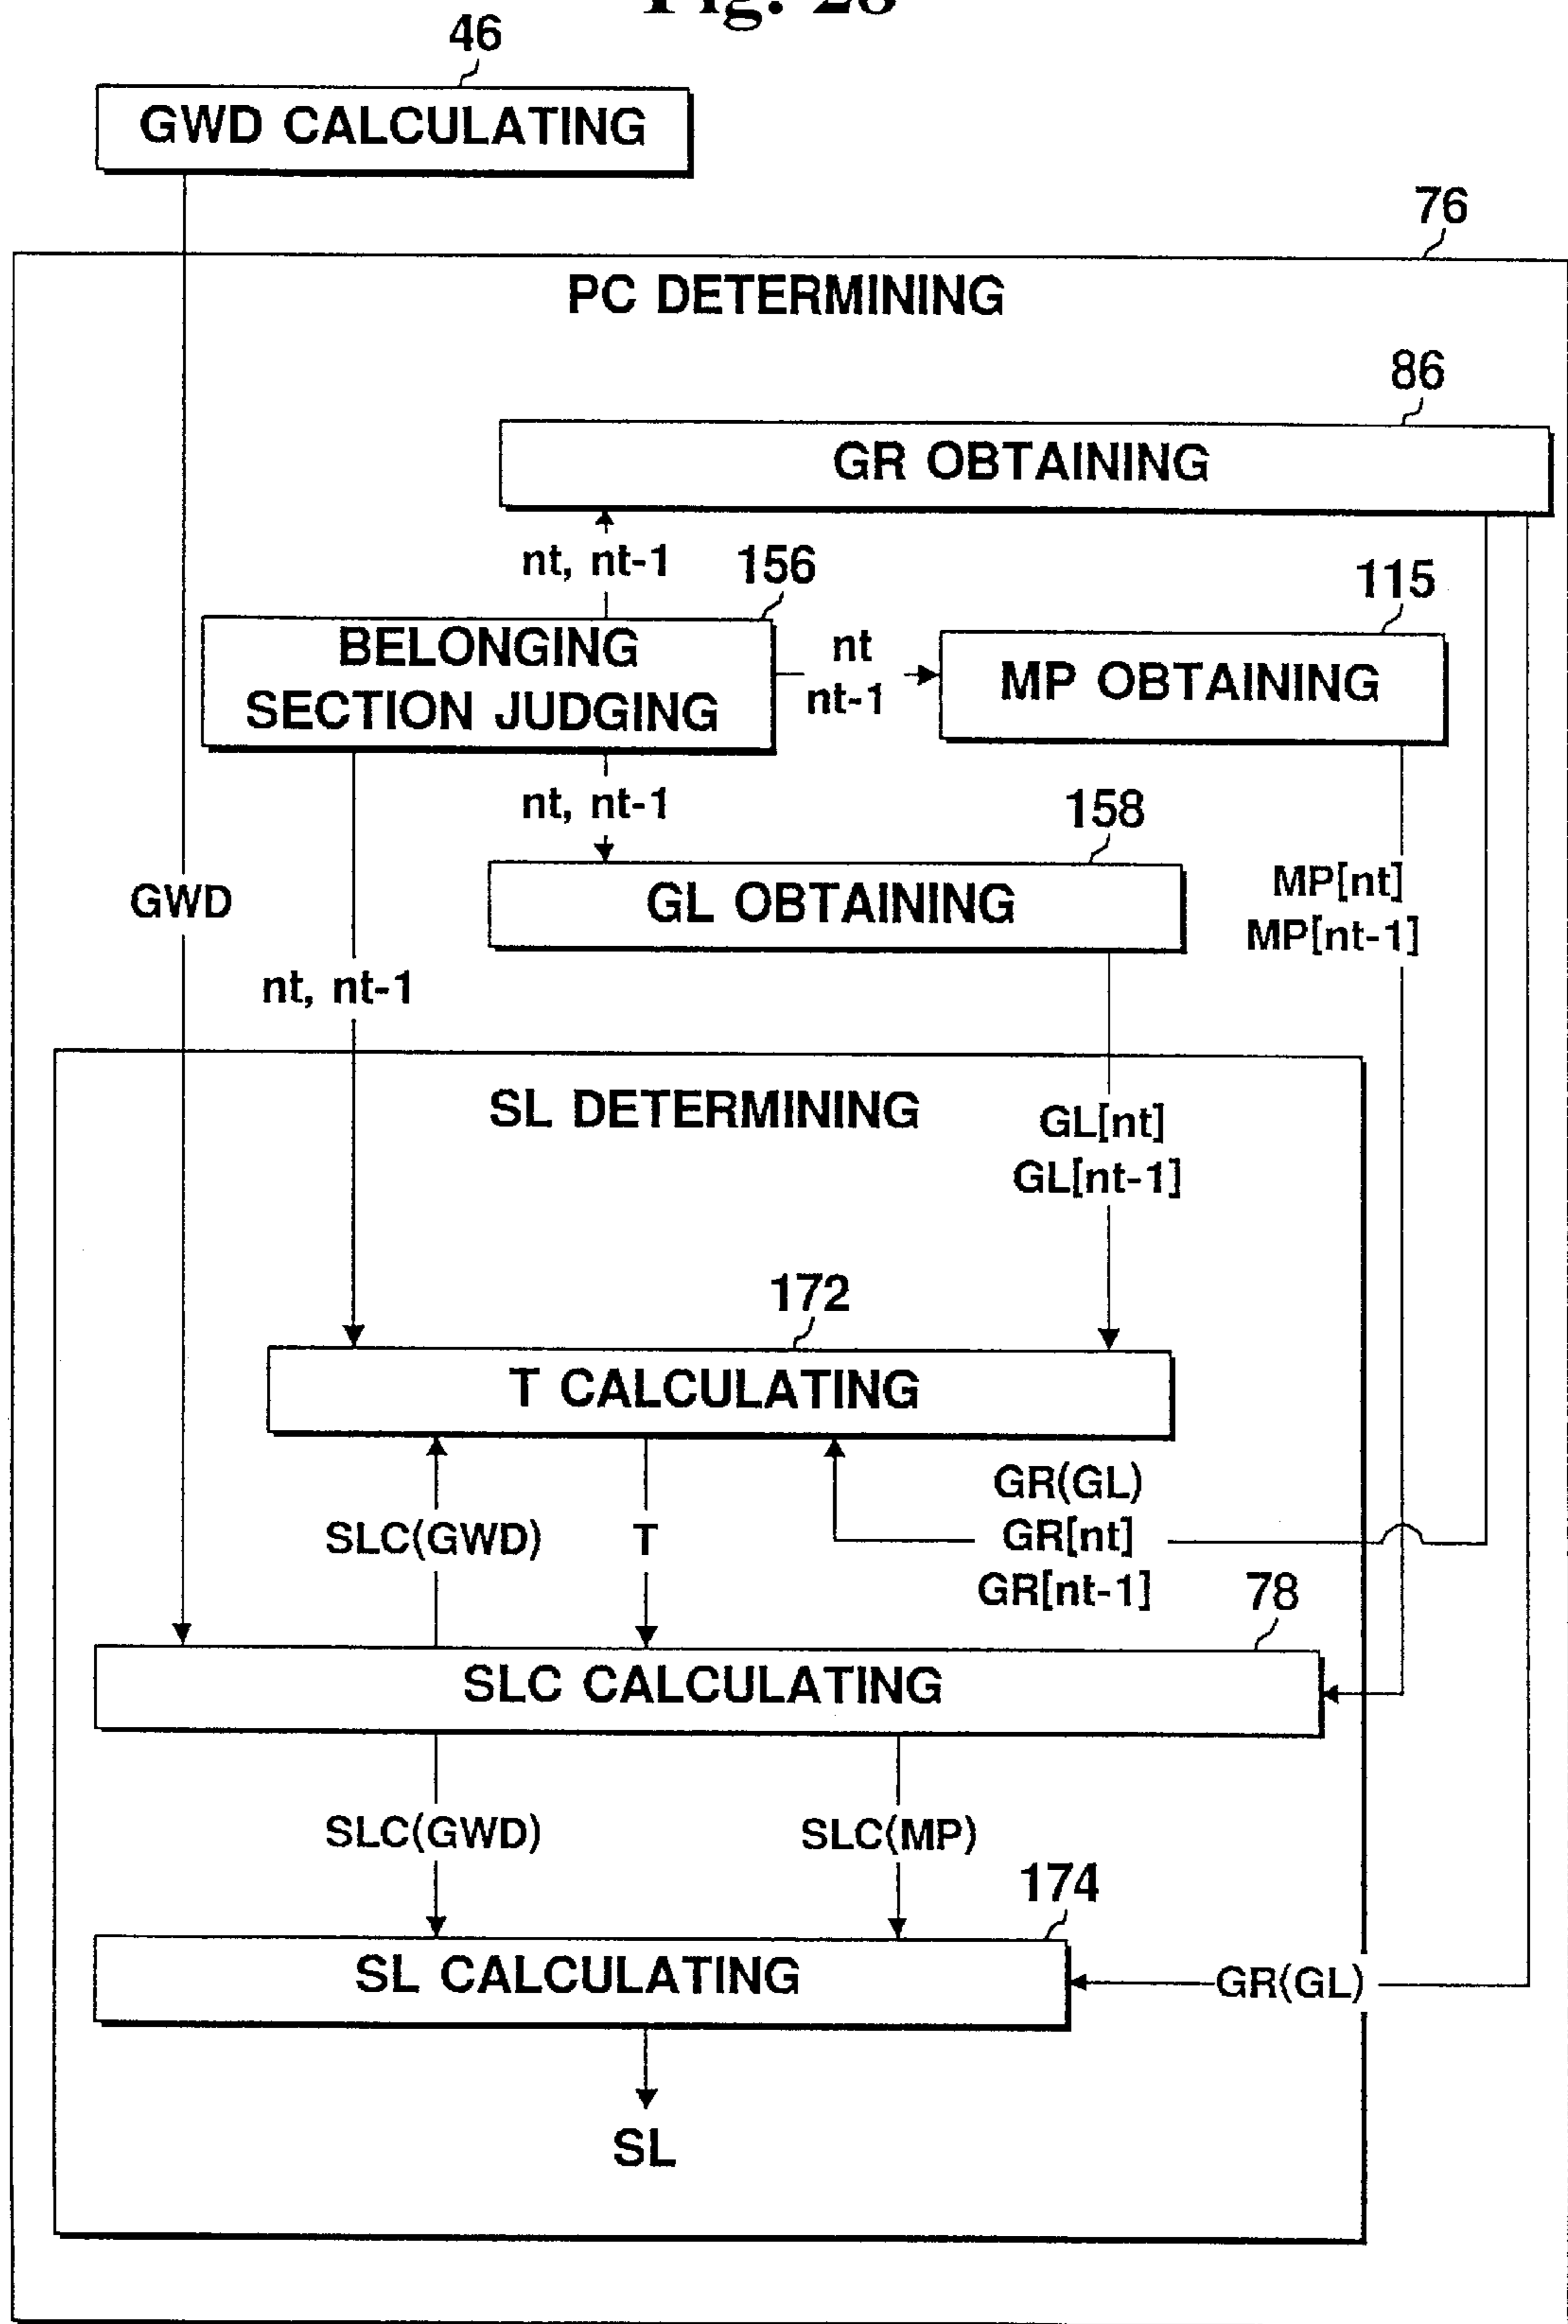 46
GWD CALCULATING
76
PC DETERMINING
86
GR OBTAINING
nt, nt-1
156
115
BELONGING
SECTION JUDGING
nt
nt-1
MP OBTAINING
nt, nt-1
158
GWD
GL OBTAINING
MP[nt]
MP[nt-1]
nt, nt-1
SL DETERMINING
GL[nt]
GL[nt-1]
172
T CALCULATING
SLC(GWD)
T
GR(GL)
GR[nt]
GR[nt-1]
78
SLC CALCULATING
SLC(GWD)
SLC(MP)
174
SL CALCULATING
GR(GL)
SL